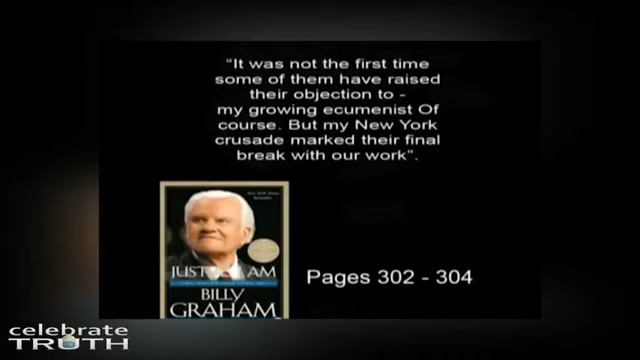 “It was not the first time
some of them have raised
their objection to -
my growing ecumenist Of
course. But my New York
crusade marked their final
break with our work”.
JUST AS I AM
BILLY
GRAHAM
Pages 302 - 304
celebrate
TRUTH